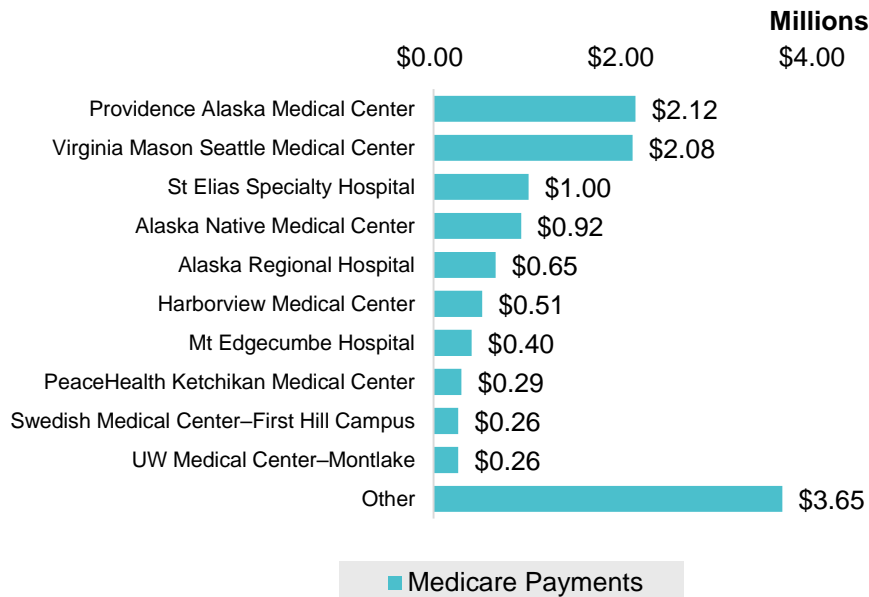 Millions
$0.00 $2.00 $4.00
Providence Alaska Medical Center $2.12
Virginia Mason Seattle Medical Center $2.08
St Elias Specialty Hospital $1.00
Alaska Native Medical Center $0.92
Alaska Regional Hospital $0.65
Harborview Medical Center $0.51
Mt Edgecumbe Hospital $0.40
PeaceHealth Ketchikan Medical Center $0.29
Swedish Medical Center–First Hill Campus $0.26
UW Medical Center–Montlake $0.26
Other $3.65
Medicare Payments